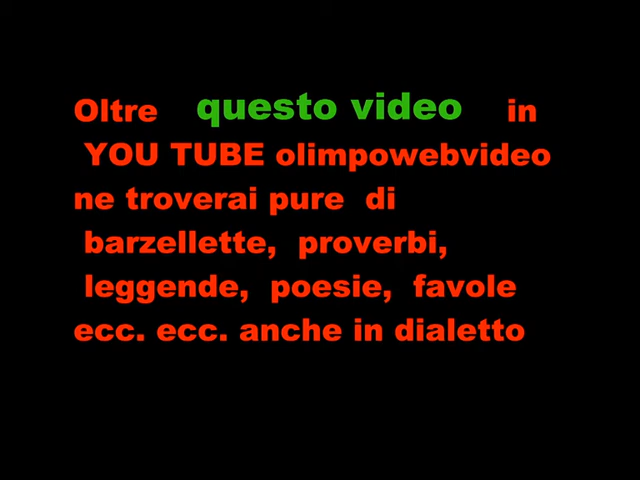 Oltre questo video in
YOU TUBE olimpowebvideo
ne troverai pure di
barzellette, proverbi,
leggende, poesie, favole
ecc. ecc. anche in dialetto